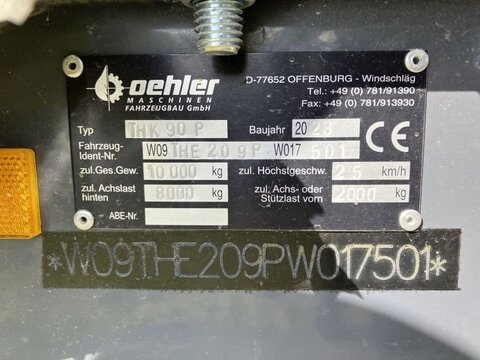 oehler
MASCHINEN
FAHRZEUGBAU GmbH
D-77652 OFFENBURG - Windschläg
Tel.: +49 (0) 781/91390
Fax: +49 (0) 781/913930
Typ THK 90 P Baujahr 2023
Fahrzeug-
Ident-Nr. W09 THE 209P W017 501
zul.Ges.Gew. 10 000 kg zul. Höchstgeschw. 25 km/h
zul. Achslast
hinten 8000 kg
zul. Achs- oder
Stützlast vorn 2000 kg
ABE-Nr.
CE
*W09THE209PW017501*